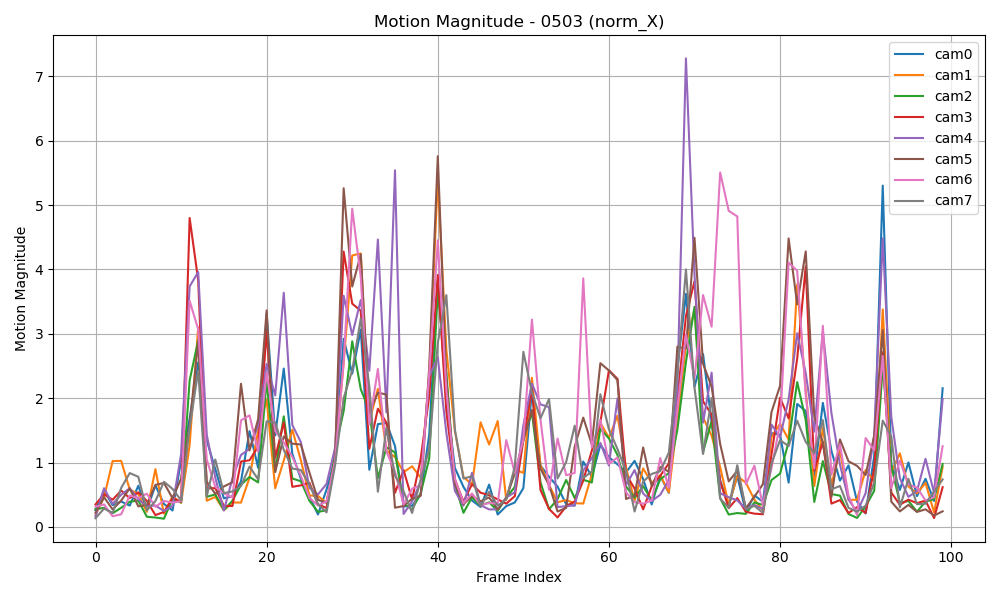 Motion Magnitude - 0503 (norm_X)
7
6
5
4
3
2
1
0
Motion Magnitude
0
20
40
60
80
100
Frame Index
cam0
cam1
cam2
cam3
cam4
cam5
cam6
cam7